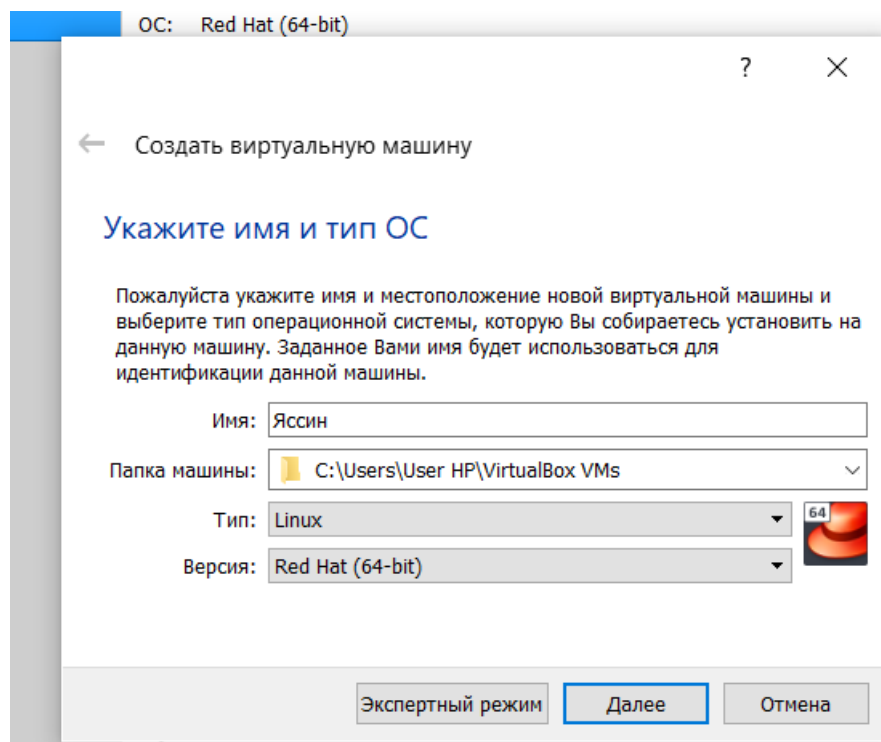 ОС: Red Hat (64-bit)
?
Создать виртуальную машину
Укажите имя и тип ОС
Пожалуйста укажите имя и местоположение новой виртуальной машины и
выберите тип операционной системы, которую Вы собираетесь установить на
данную машину. Заданное Вами имя будет использоваться для
идентификации данной машины.
Имя: Яссин
Папка машины: C:\Users\User HP\VirtualBox VMs
Тип: Linux
64
Версия: Red Hat (64-bit)
Экспертный режим Далее Отмена